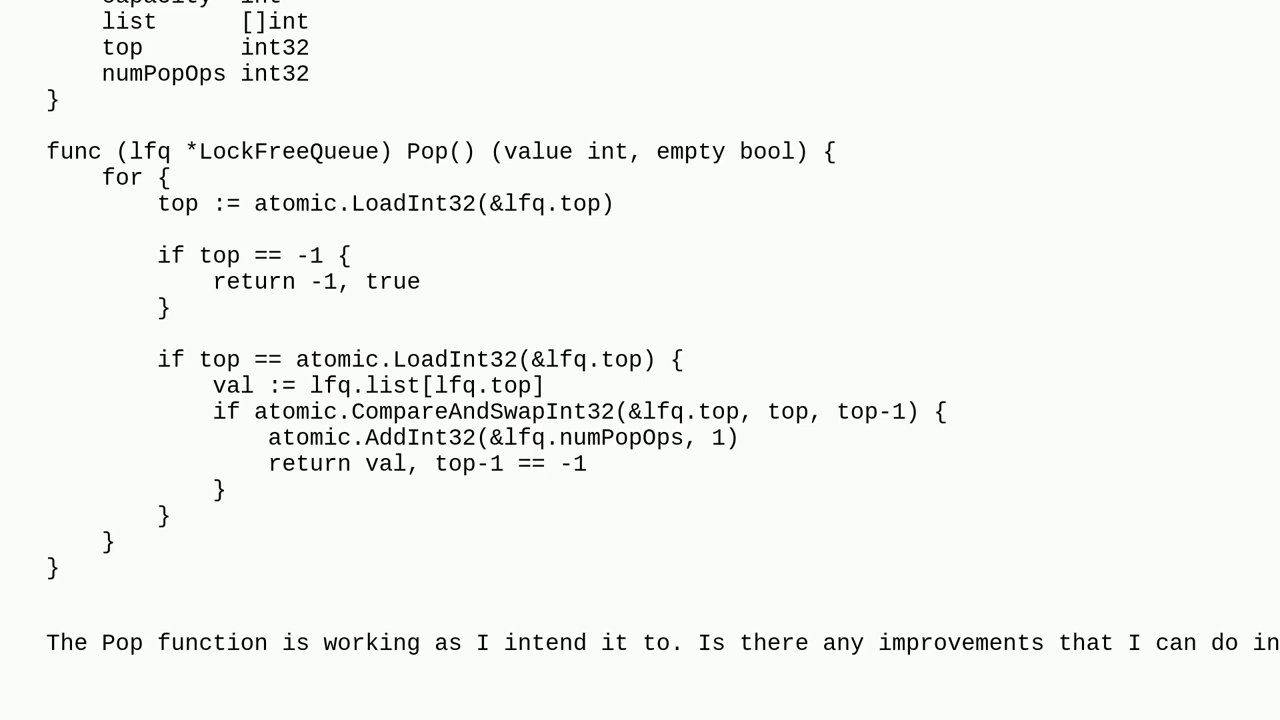 capacity int
list []int
top int32
numPopOps int32
}
func (lfq *LockFreeQueue) Pop() (value int, empty bool) {
for {
top := atomic.LoadInt32(&lfq.top)
if top == -1 {
return -1, true
}
if top == atomic.LoadInt32(&lfq.top) {
val := lfq.list[lfq.top]
if atomic.CompareAndSwapInt32(&lfq.top, top, top-1) {
atomic.AddInt32(&lfq.numPopOps, 1)
return val, top-1 == -1
}
}
}
}
The Pop function is working as I intend it to. Is there any improvements that I can do in